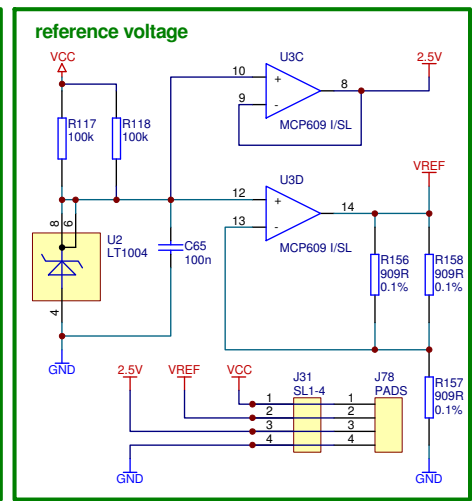 reference voltage
VCC
R117
100k
R118
100k
10
+
9
-
U3C
8
MCP609 I/SL
2.5V
12
+
13
-
U3D
14
MCP609 I/SL
VREF
8
6
4
U2
LT1004
C65
100n
GND
R156
909R
0.1%
R158
909R
0.1%
R157
909R
0.1%
GND
2.5V
VREF
VCC
J31
SL1-4
J78
PADS
1
1
2
2
3
3
4
4
GND